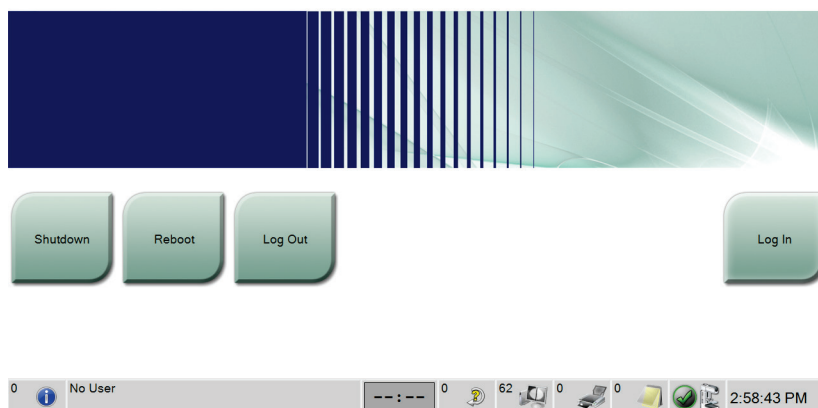 Shutdown
Reboot
Log Out
Log In
0
No User
--:--
0
62
0
0
2:58:43 PM